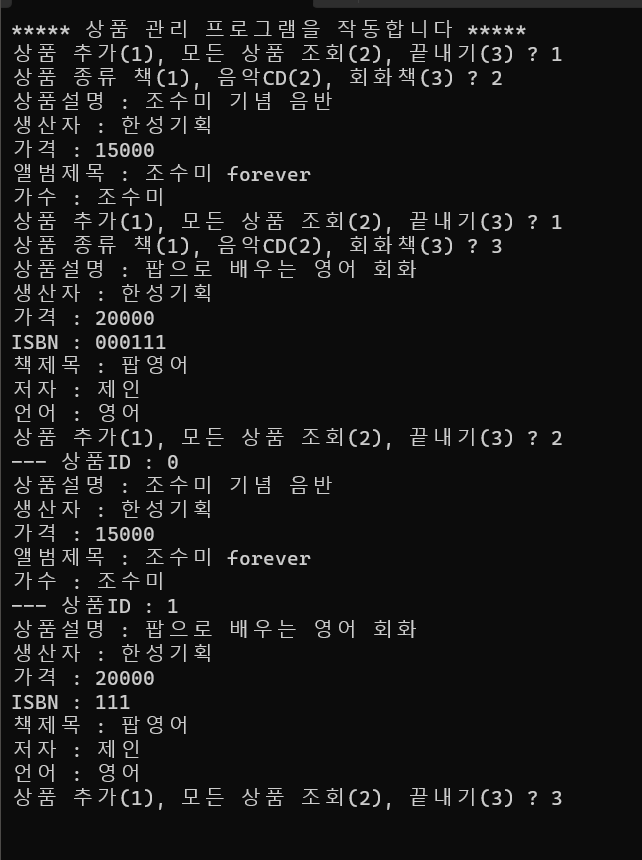 ***** 상품 관리 프로그램을 작동합니다 *****
상품 추가(1), 모든 상품 조회(2), 끝내기(3) ? 1
상품 종류 책(1), 음악CD(2), 회화책(3) ? 2
상품설명 : 조수미 기념 음반
생산자 : 한성기획
가격 : 15000
앨범제목 : 조수미 forever
가수 : 조수미
상품 추가(1), 모든 상품 조회(2), 끝내기(3) ? 1
상품 종류 책(1), 음악CD(2), 회화책(3) ? 3
상품설명 : 팝으로 배우는 영어 회화
생산자 : 한성기획
가격 : 20000
ISBN : 000111
책제목 : 팝영어
저자 : 제인
언어 : 영어
상품 추가(1), 모든 상품 조회(2), 끝내기(3) ? 2
--- 상품ID : 0
상품설명 : 조수미 기념 음반
생산자 : 한성기획
가격 : 15000
앨범제목 : 조수미 forever
가수 : 조수미
--- 상품ID : 1
상품설명 : 팝으로 배우는 영어 회화
생산자 : 한성기획
가격 : 20000
ISBN : 111
책제목 : 팝영어
저자 : 제인
언어 : 영어
상품 추가(1), 모든 상품 조회(2), 끝내기(3) ? 3